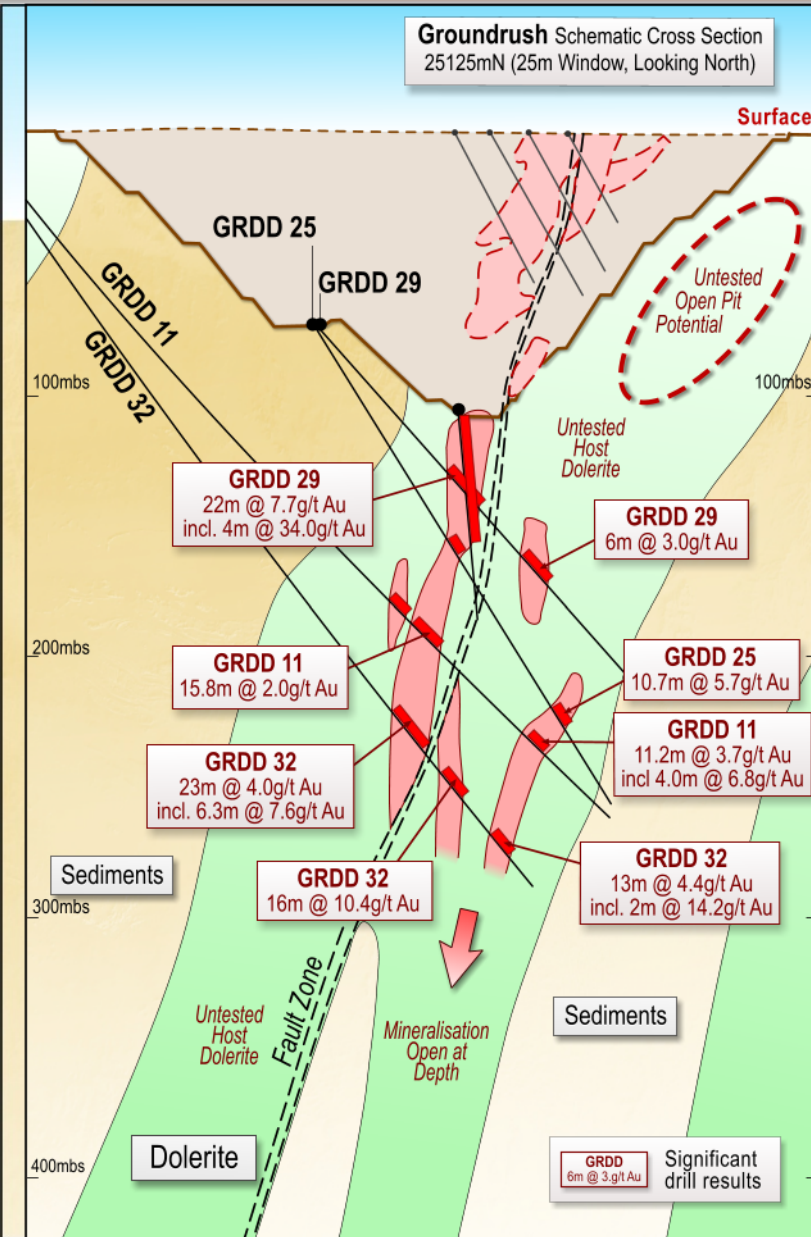 Groundrush Schematic Cross Section
25125mN (25m Window, Looking North)
Surface
GRDD 25
GRDD 29
GRDD 11
GRDD 32
Untested
Open Pit
Potential
100mbs
100mbs
Untested
Host
Dolerite
GRDD 29
22m @ 7.7g/t Au
incl. 4m @ 34.0g/t Au
GRDD 29
6m @ 3.0g/t Au
200mbs
GRDD 11
15.8m @ 2.0g/t Au
GRDD 25
10.7m @ 5.7g/t Au
GRDD 11
11.2m @ 3.7g/t Au
incl 4.0m @ 6.8g/t Au
GRDD 32
23m @ 4.0g/t Au
incl. 6.3m @ 7.6g/t Au
Sediments
GRDD 32
16m @ 10.4g/t Au
GRDD 32
13m @ 4.4g/t Au
incl. 2m @ 14.2g/t Au
300mbs
Untested
Host
Dolerite
Fault Zone
Mineralisation
Open at
Depth
Sediments
Dolerite
400mbs
GRDD
6m @ 3.g/t Au
Significant
drill results